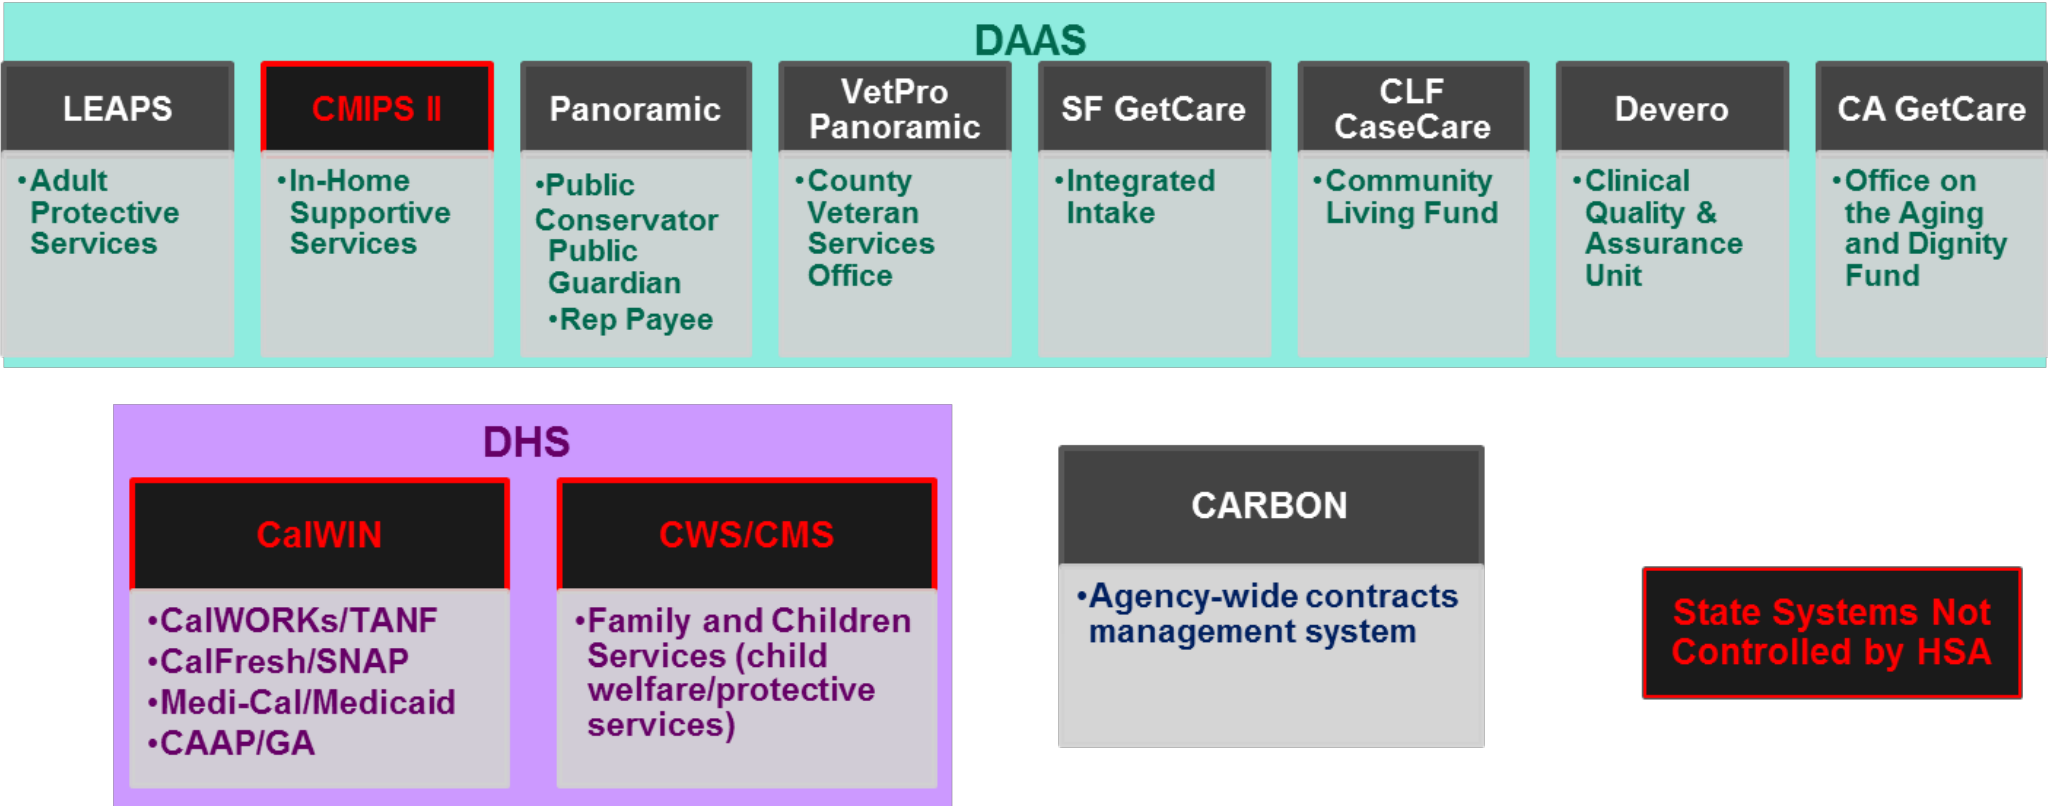 DAAS
LEAPS
•Adult
Protective
Services
CMIPS II
•In-Home
Supportive
Services
Panoramic
•Public
Conservator
Public
Guardian
•Rep Payee
VetPro
Panoramic
•County
Veteran
Services
Office
SF GetCare
•Integrated
Intake
CLF
CaseCare
•Community
Living Fund
Devero
•Clinical
Quality &
Assurance
Unit
CA GetCare
•Office on
the Aging
and Dignity
Fund
DHS
CalWIN
•CalWORKs/TANF
•CalFresh/SNAP
•Medi-Cal/Medicaid
•CAAP/GA
CWS/CMS
•Family and Children
Services (child
welfare/protective
services)
CARBON
•Agency-wide contracts
management system
State Systems Not
Controlled by HSA